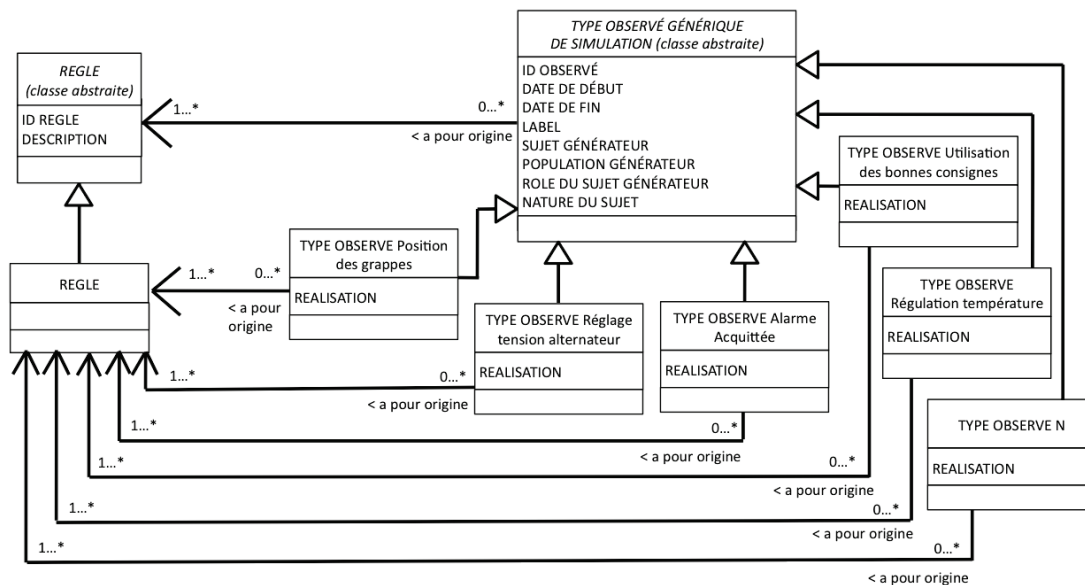 TYPE OBSERVÉ GÉNÉRIQUE
DE SIMULATION (classe abstraite)
ID OBSERVÉ
DATE DE DÉBUT
DATE DE FIN
LABEL
SUJET GÉNÉRATEUR
POPULATION GÉNÉRATEUR
ROLE DU SUJET GÉNÉRATEUR
NATURE DU SUJET
REGLE
(classe abstraite)
ID REGLE
DESCRIPTION
1...*
0...*
< a pour origine
TYPE OBSERVE Utilisation
des bonnes consignes
REALISATION
REGLE
1...*
0...*
< a pour
origine
TYPE OBSERVE Position
des grappes
REALISATION
TYPE OBSERVE Réglage
tension alternateur
REALISATION
TYPE OBSERVE Alarme
Acquittée
REALISATION
TYPE OBSERVE
Régulation température
REALISATION
TYPE OBSERVE N
REALISATION
1...*
0...*
< a pour origine
1...*
0...*
< a pour origine
1...*
0...*
< a pour origine
1...*
0...*
< a pour origine
1...*
0...*
< a pour origine